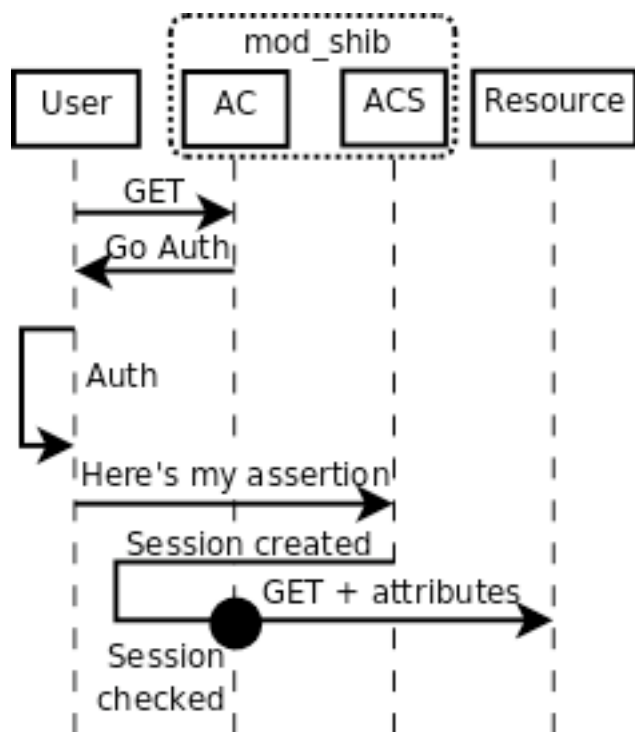 mod_shib
User
AC
ACS
Resource
GET
Go Auth
Auth
Here's my assertion
Session created
GET + attributes
Session
checked